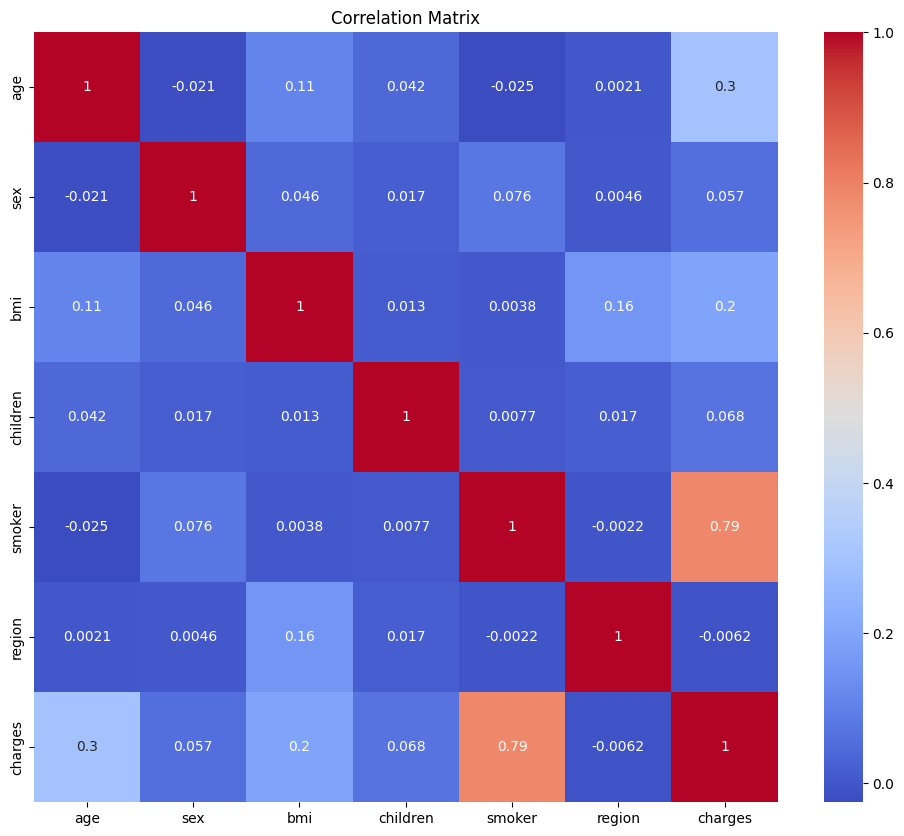 Correlation Matrix
age 1 -0.021 0.11 0.042 -0.025 0.0021 0.3
sex -0.021 1 0.046 0.017 0.076 0.0046 0.057
bmi 0.11 0.046 1 0.013 0.0038 0.16 0.2
children 0.042 0.017 0.013 1 0.0077 0.017 0.068
smoker -0.025 0.076 0.0038 0.0077 1 -0.0022 0.79
region 0.0021 0.0046 0.16 0.017 -0.0022 1 -0.0062
charges 0.3 0.057 0.2 0.068 0.79 -0.0062 1
age sex bmi children smoker region charges
1.0
0.8
0.6
0.4
0.2
0.0